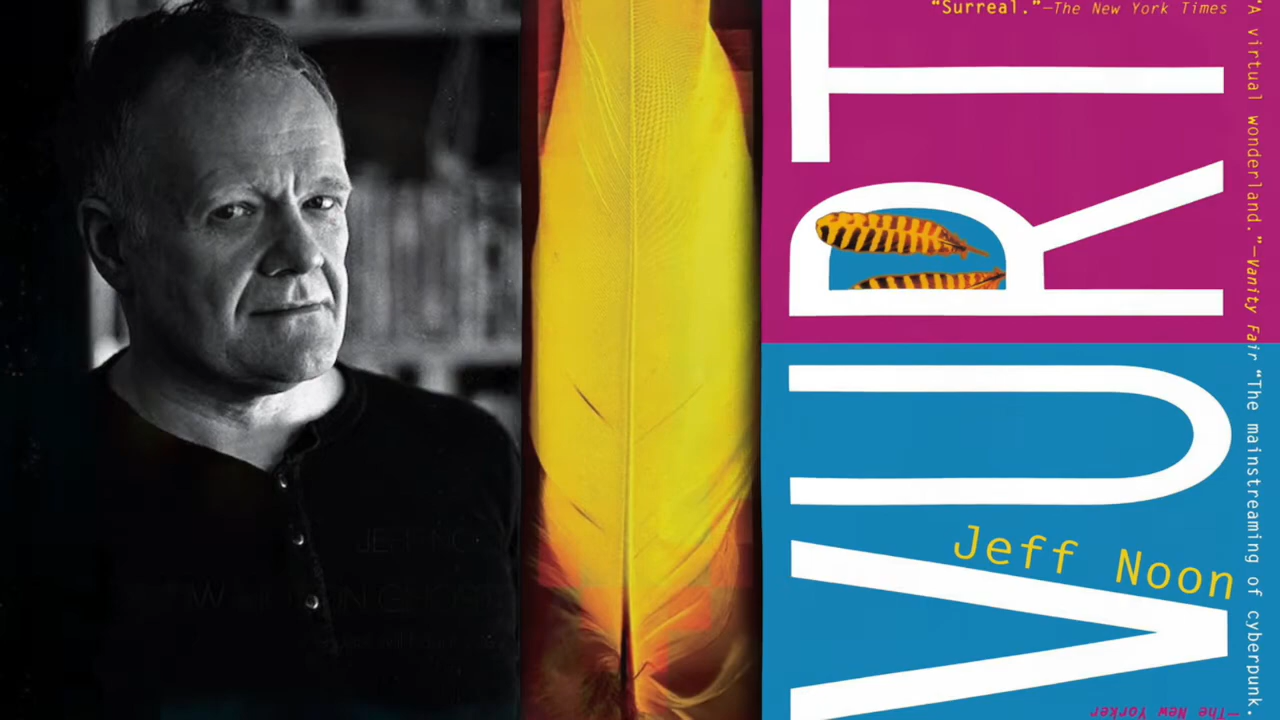 "Surreal."—The New York Times
"A virtual wonderland."—Vanity Fair "The mainstreaming of cyberpunk."
—The New Yorker
VURT
Jeff Noon